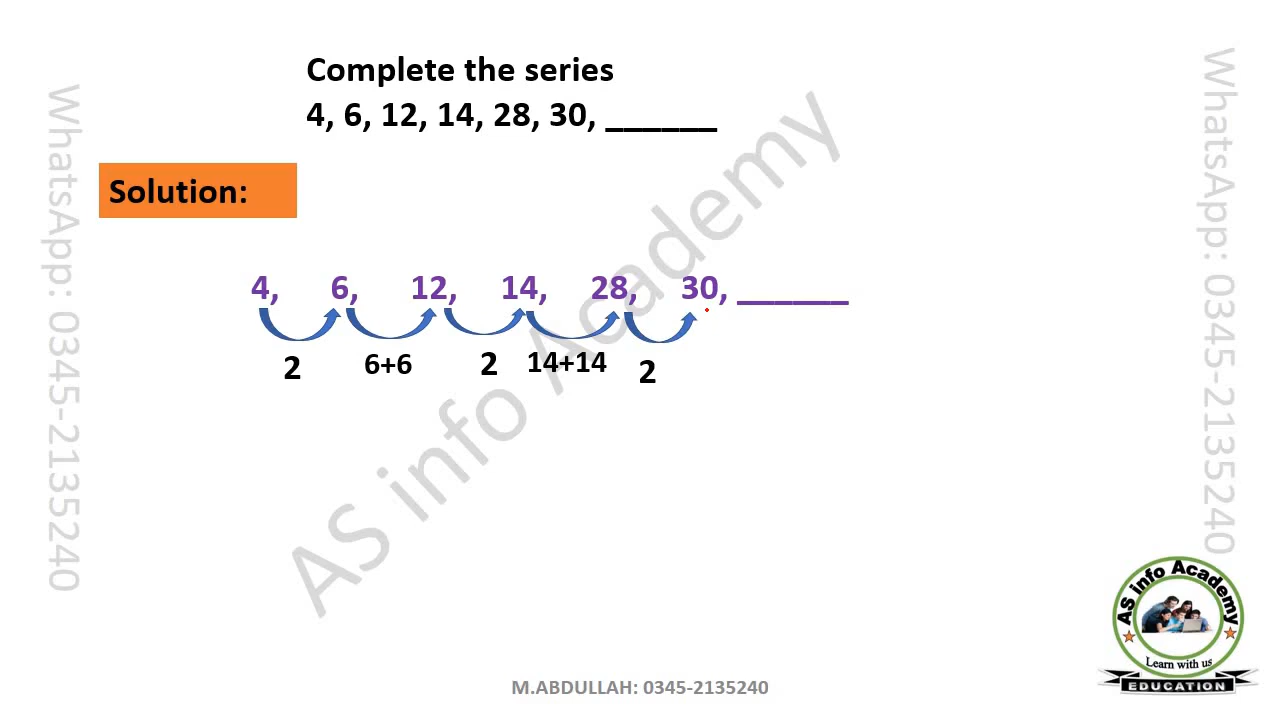 Complete the series
4, 6, 12, 14, 28, 30, ______
Solution:
4, 6, 12, 14, 28, 30, ______
2 6+6 2 14+14 2
AS info Academy
WhatsApp: 0345-2135240
WhatsApp: 0345-2135240
AS info Academy
Learn with us
EDUCATION
M.ABDULLAH: 0345-2135240